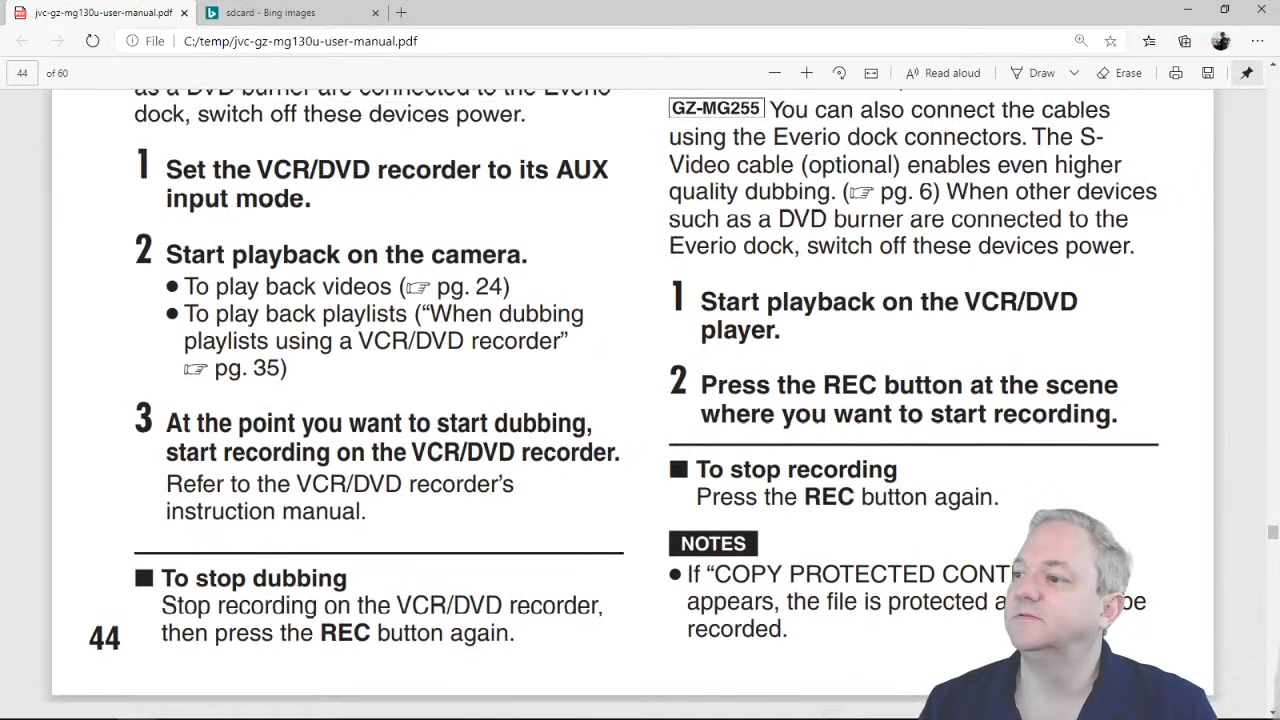 jvc-gz-mg130u-user-manual.pdf
sdcard - Bing images
File
C:/temp/jvc-gz-mg130u-user-manual.pdf
44 of 60
Read aloud
Draw
Erase
as a DVD burner are connected to the Everio
dock, switch off these devices power.
1 Set the VCR/DVD recorder to its AUX
input mode.
2 Start playback on the camera.
● To play back videos (☞ pg. 24)
● To play back playlists (“When dubbing
playlists using a VCR/DVD recorder”
☞ pg. 35)
3 At the point you want to start dubbing,
start recording on the VCR/DVD recorder.
Refer to the VCR/DVD recorder’s
instruction manual.
■ To stop dubbing
Stop recording on the VCR/DVD recorder,
then press the REC button again.
44
GZ-MG255 You can also connect the cables
using the Everio dock connectors. The S-
Video cable (optional) enables even higher
quality dubbing. (☞ pg. 6) When other devices
such as a DVD burner are connected to the
Everio dock, switch off these devices power.
1 Start playback on the VCR/DVD
player.
2 Press the REC button at the scene
where you want to start recording.
■ To stop recording
Press the REC button again.
NOTES
● If “COPY PROTECTED CONT
appears, the file is protected a be
recorded.